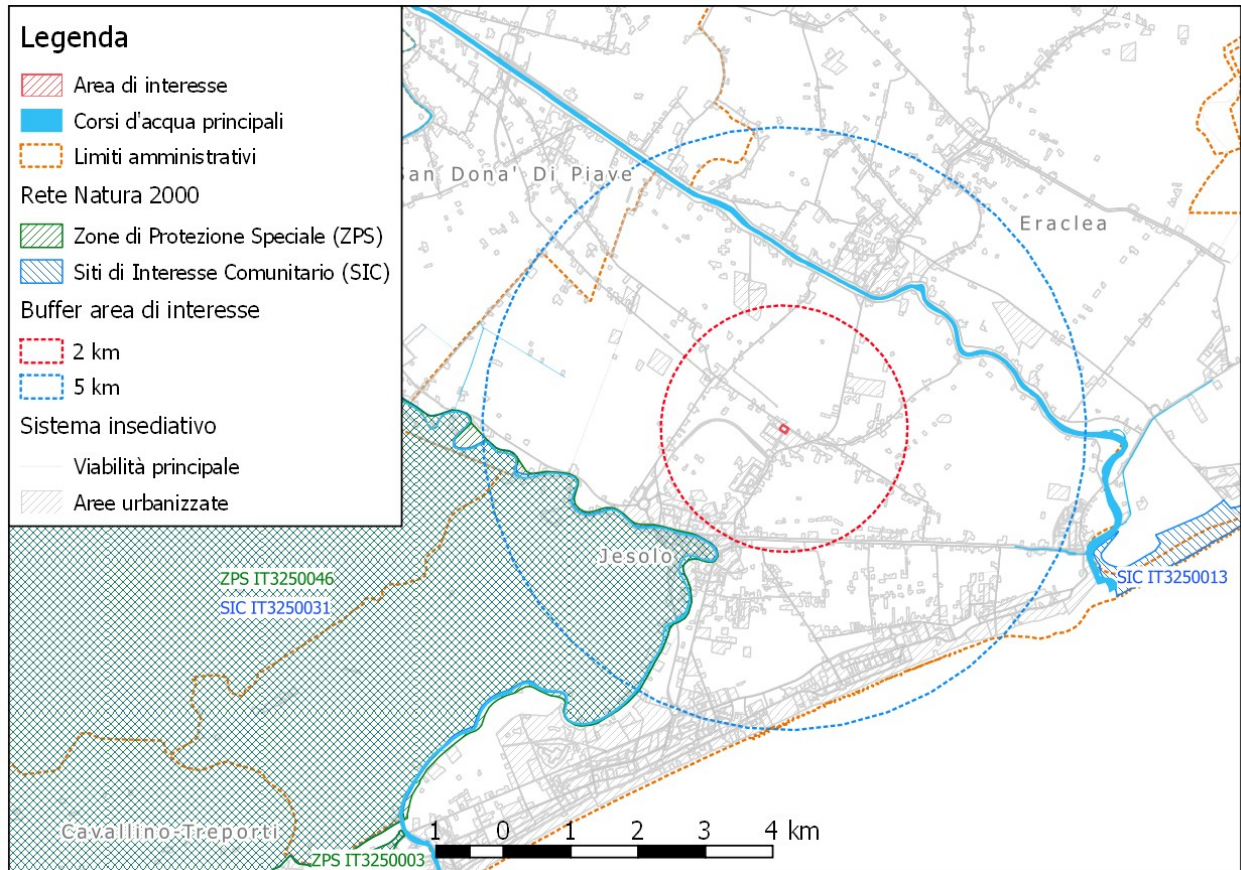 Legenda
Area di interesse
Corsi d'acqua principali
Limiti amministrativi
Rete Natura 2000
Zone di Protezione Speciale (ZPS)
Siti di Interesse Comunitario (SIC)
Buffer area di interesse
2 km
5 km
Sistema insediativo
Viabilità principale
Aree urbanizzate
San Dona' Di Piave
Eraclea
Jesolo
ZPS IT3250046
SIC IT3250031
SIC IT3250013
Cavallino-Treporti
ZPS IT3250003
1 0 1 2 3 4 km